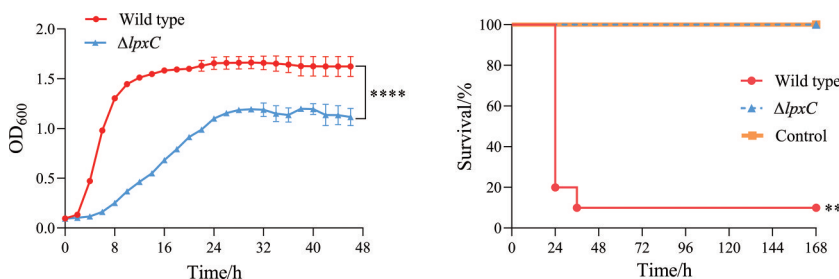 Wild type
ΔlpxC
2.0
1.5
1.0
0.5
0.0
OD600
****
0 8 16 24 32 40 48
Time/h
100
80
60
40
20
0
Survival/%
Wild type
ΔlpxC
Control
**
0 24 48 72 96 120 144 168
Time/h